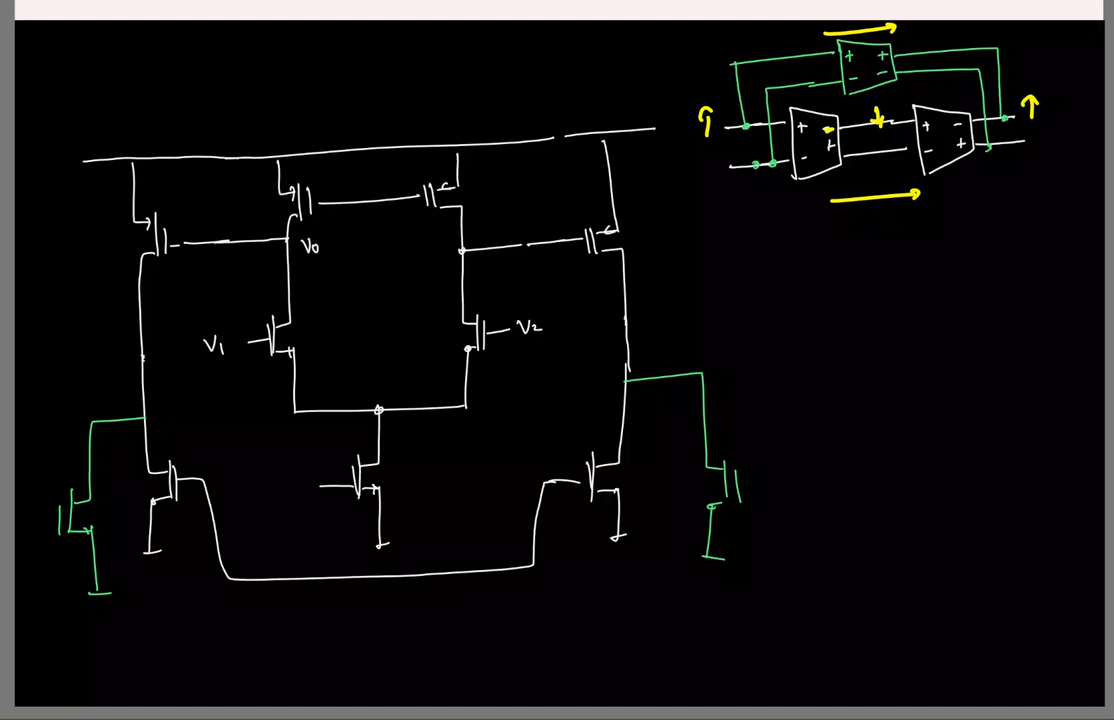 + +
- -
+ - + -
+ - +
-
V0
V1
V2